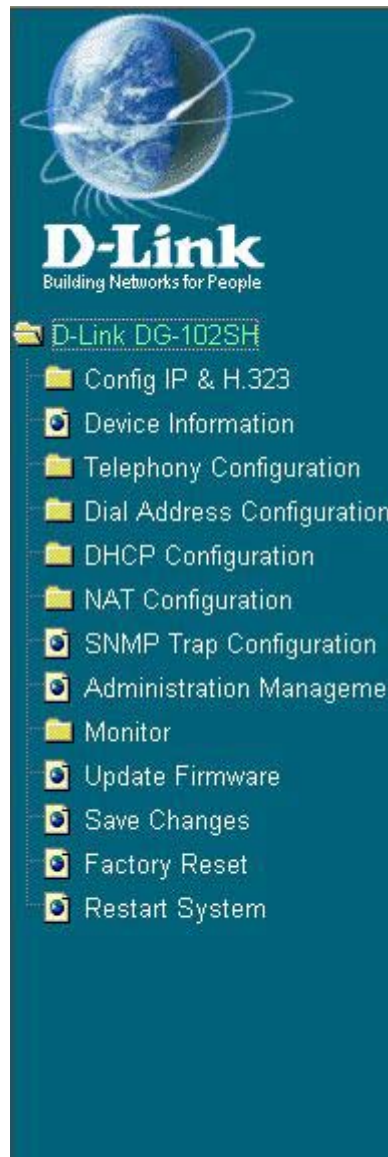 D-Link
Building Networks for People
D-Link DG-102SH
Config IP & H.323
Device Information
Telephony Configuration
Dial Address Configuration
DHCP Configuration
NAT Configuration
SNMP Trap Configuration
Administration Manageme
Monitor
Update Firmware
Save Changes
Factory Reset
Restart System